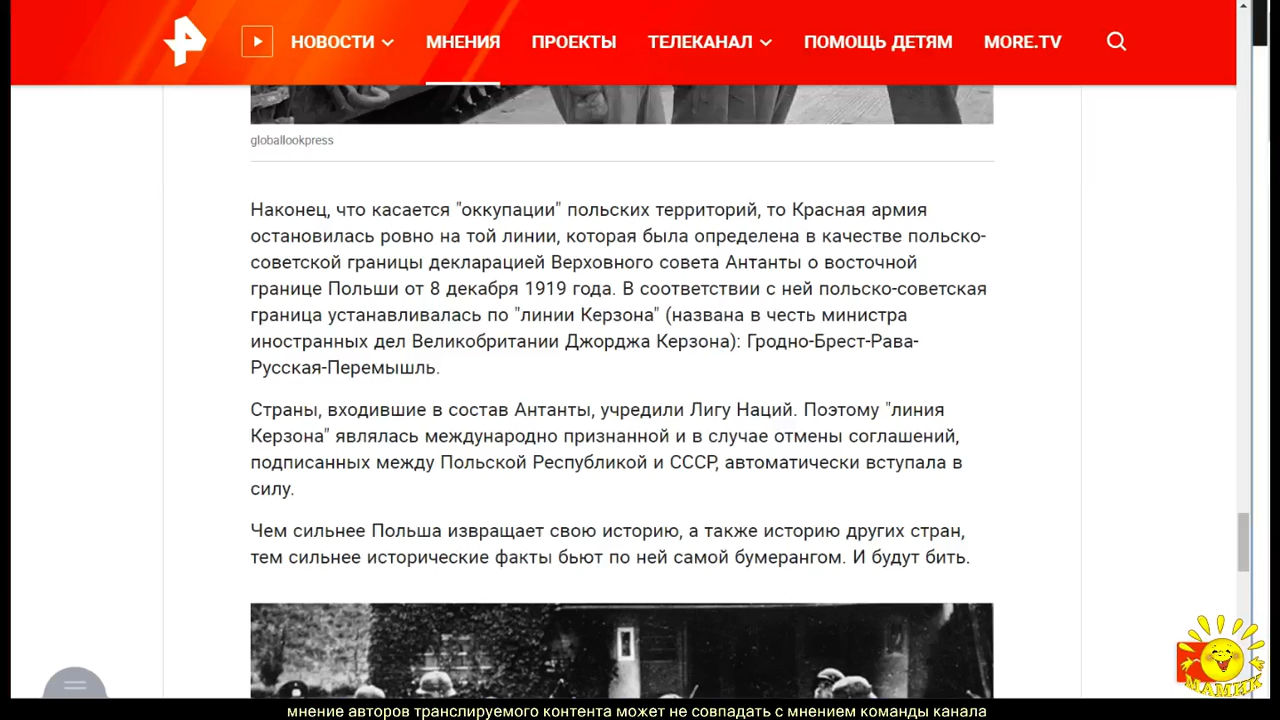 НОВОСТИ МНЕНИЯ ПРОЕКТЫ ТЕЛЕКАНАЛ ПОМОЩЬ ДЕТЯМ MORE.TV
globallookpress
Наконец, что касается "оккупации" польских территорий, то Красная армия
остановилась ровно на той линии, которая была определена в качестве польско-
советской границы декларацией Верховного совета Антанты о восточной
границе Польши от 8 декабря 1919 года. В соответствии с ней польско-советская
граница устанавливалась по "линии Керзона" (названа в честь министра
иностранных дел Великобритании Джорджа Керзона): Гродно-Брест-Рава-
Русская-Перемышль.
Страны, входившие в состав Антанты, учредили Лигу Наций. Поэтому "линия
Керзона" являлась международно признанной и в случае отмены соглашений,
подписанных между Польской Республикой и СССР, автоматически вступала в
силу.
Чем сильнее Польша извращает свою историю, а также историю других стран,
тем сильнее исторические факты бьют по ней самой бумерангом. И будут бить.
МАМИК
мнение авторов транслируемого контента может не совпадать с мнением команды канала